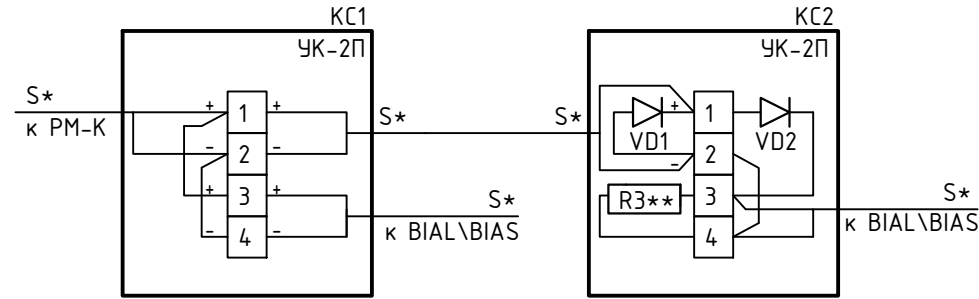 КС1
УК-2П
S*
к РМ-К
+
-
+
-
1
2
3
4
+
-
+
-
S*
S*
к BIAL\BIAS
КС2
УК-2П
S*
VD1
+
-
R3**
1
2
3
4
VD2
S*
к BIAL\BIAS